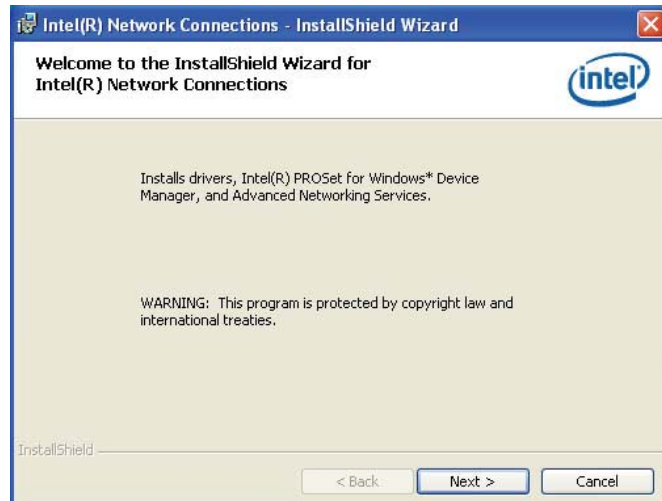 Intel(R) Network Connections - InstallShield Wizard
Welcome to the InstallShield Wizard for
Intel(R) Network Connections
intel
Installs drivers, Intel(R) PROSet for Windows* Device
Manager, and Advanced Networking Services.
WARNING: This program is protected by copyright law and
international treaties.
InstallShield
< Back
Next >
Cancel